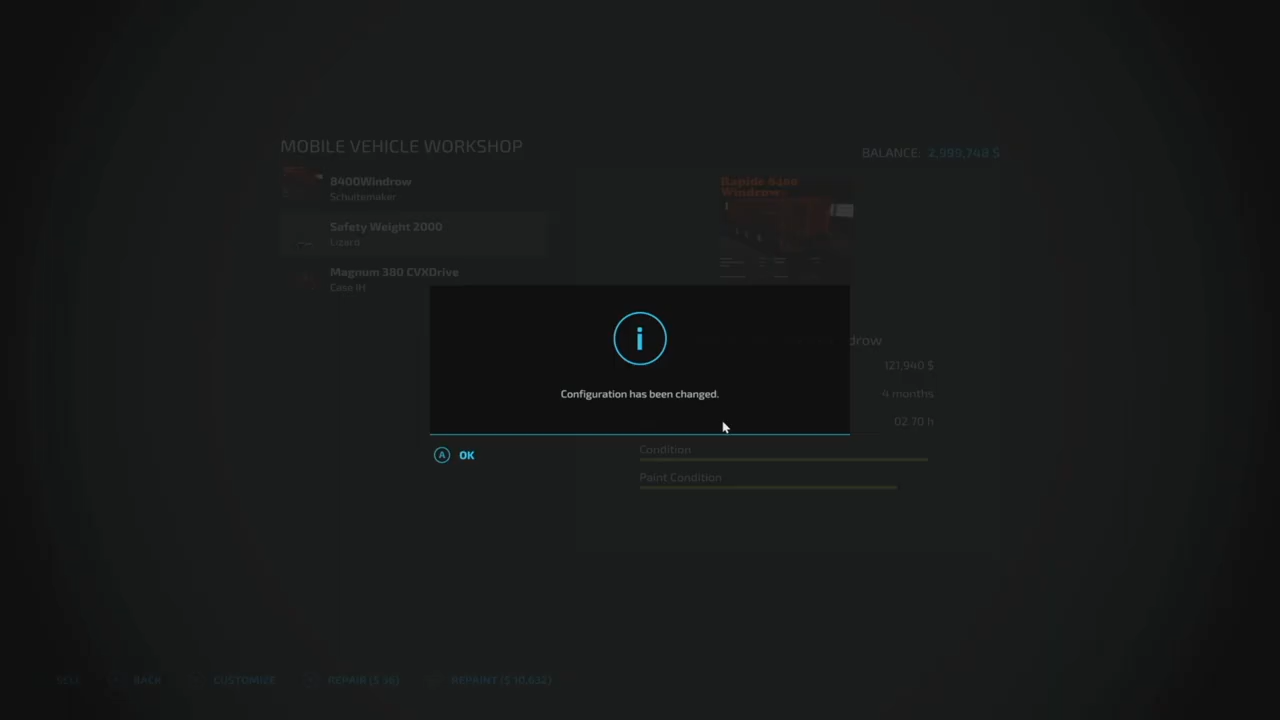 MOBILE VEHICLE WORKSHOP
BALANCE: 2,999,748 $
8400Windrow
Schuitemaker
Safety Weight 2000
Lizard
Magnum 380 CVXDrive
Case IH
Rapide 8400
Windrow
i
Configuration has been changed.
A OK
drow
121,940 $
4 months
02.70 h
Condition
Paint Condition
SELL
BACK
CUSTOMIZE
REPAIR ($ 36)
REPAINT ($ 10,632)